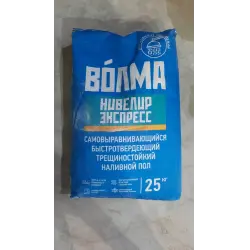 ВОЛМА
НИВЕЛИР
ЭКСПРЕСС
САМОВЫРАВНИВАЮЩИЙСЯ
БЫСТРОТВЕРДЕЮЩИЙ
ТРЕЩИНОСТОЙКИЙ
НАЛИВНОЙ ПОЛ
25 кг